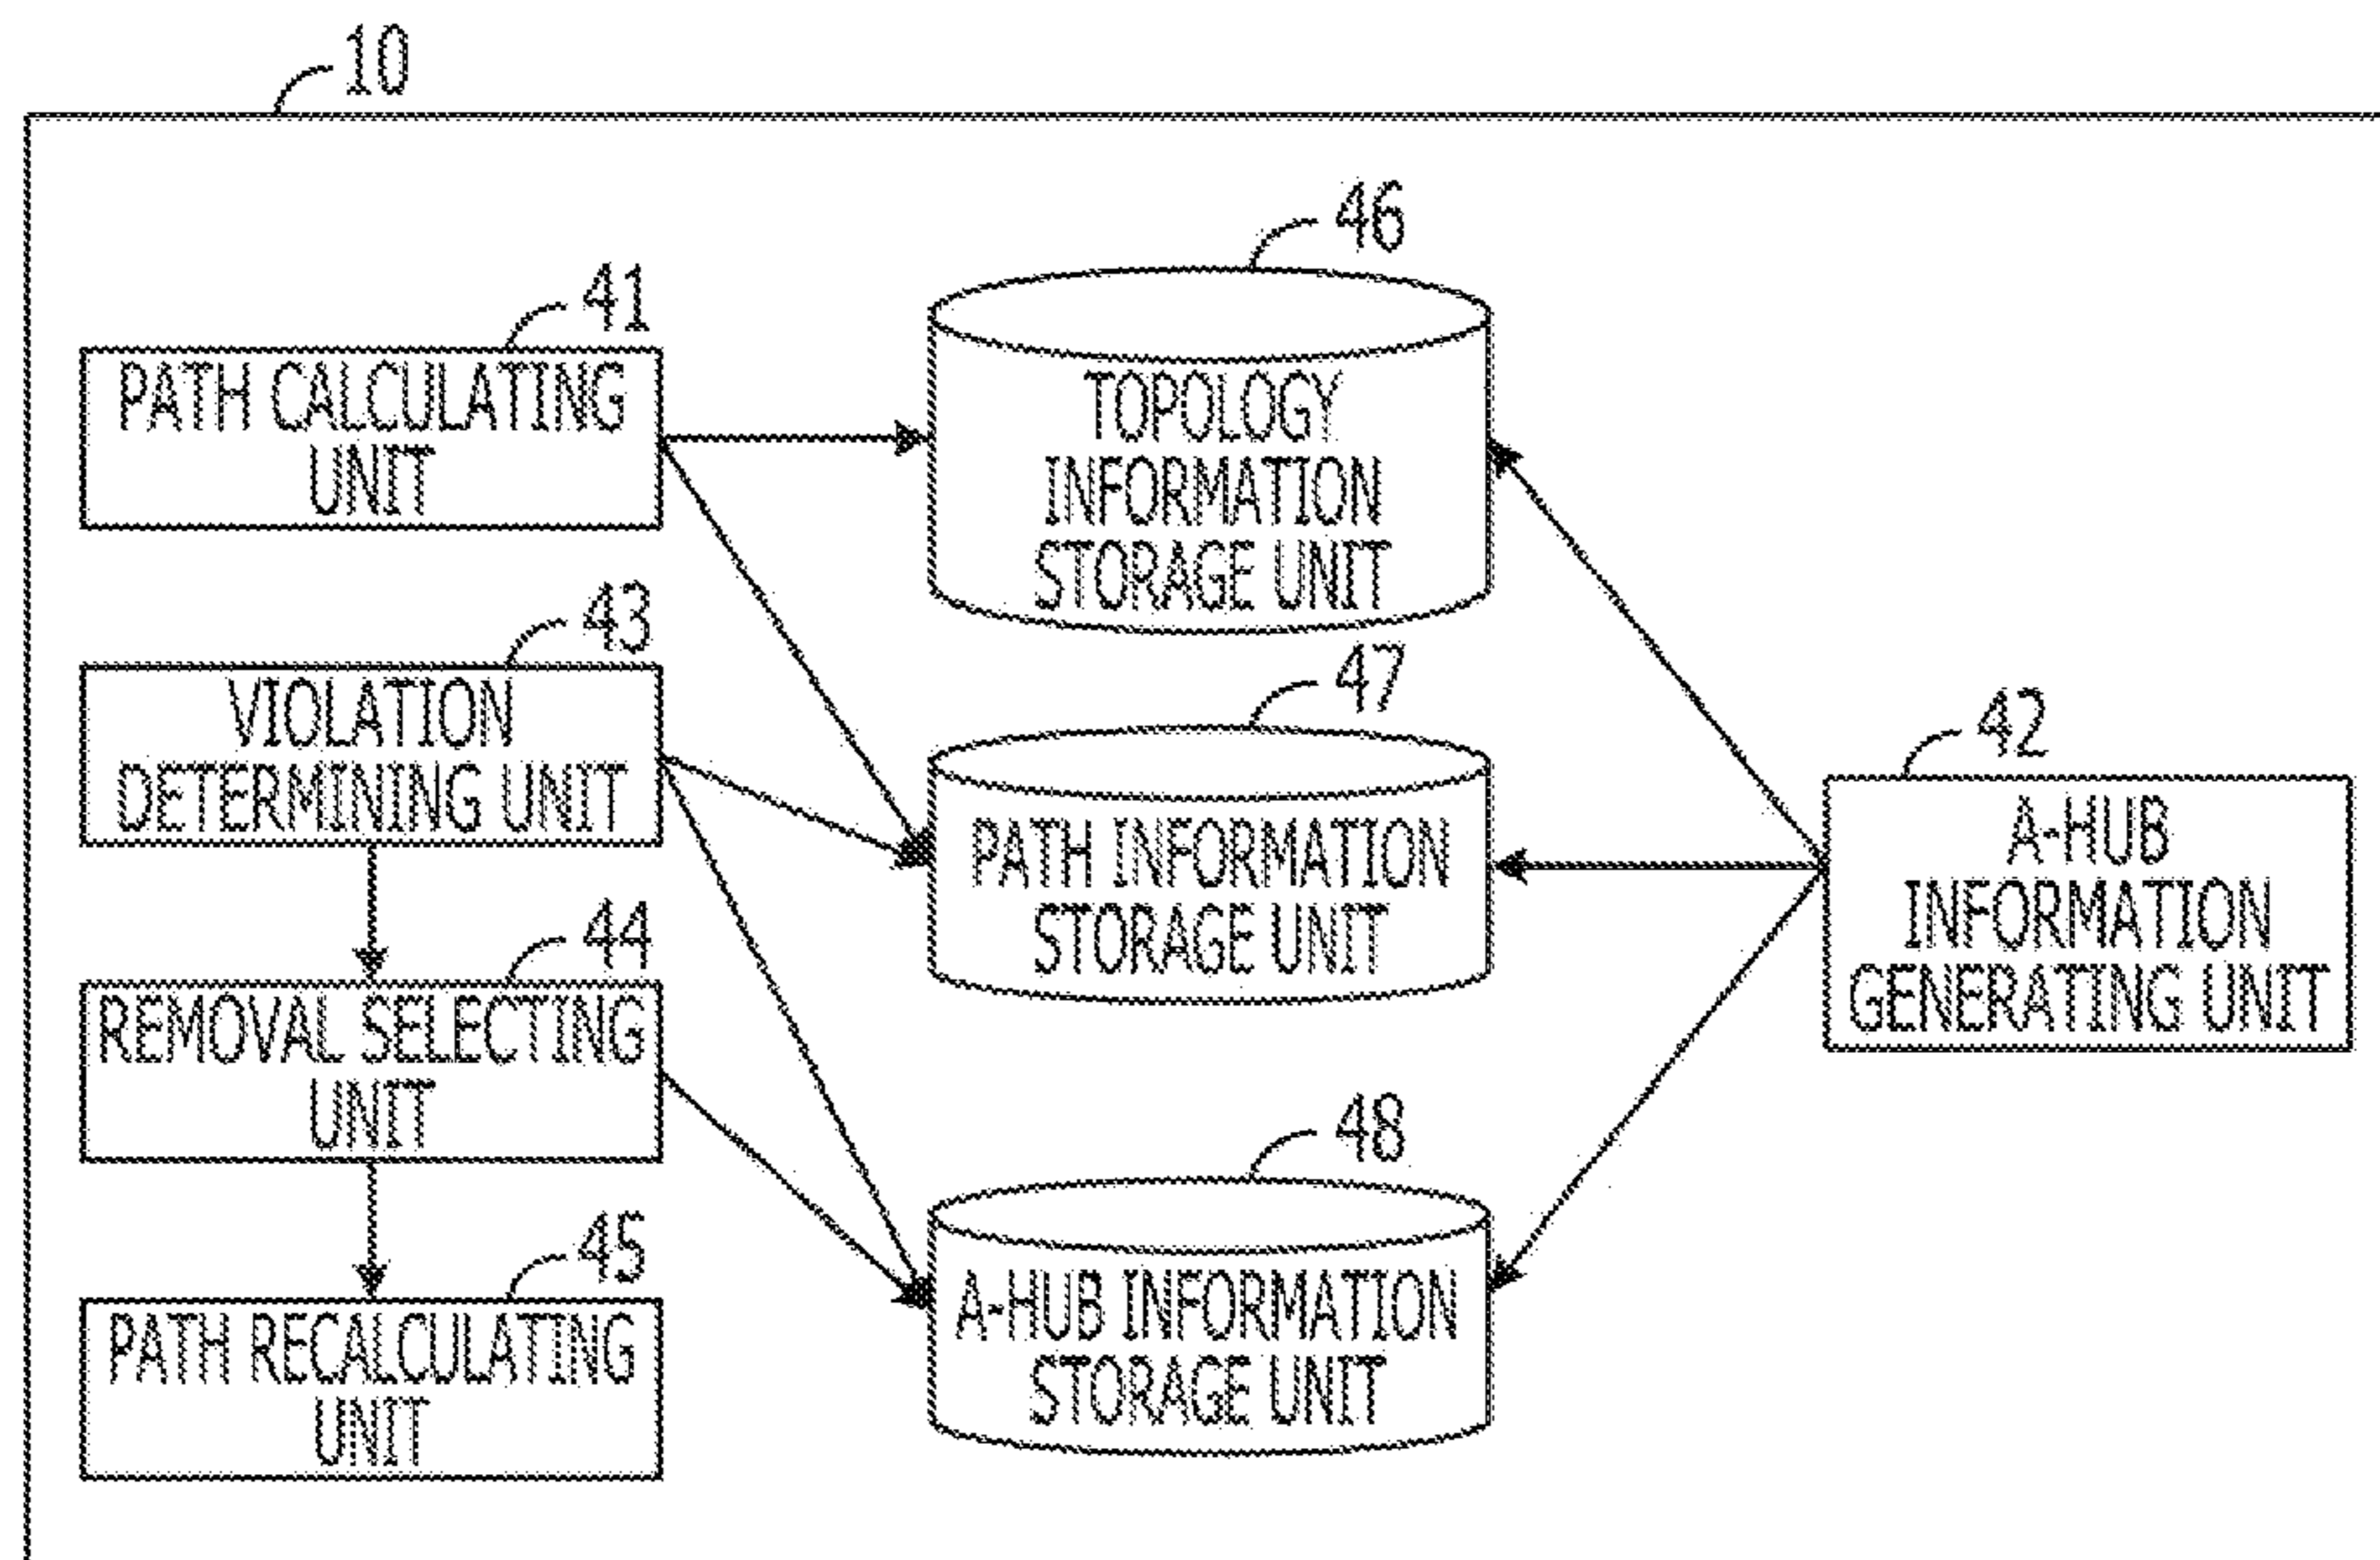 10
46
41
PATH CALCULATING
UNIT
TOPOLOGY
INFORMATION
STORAGE UNIT
43
VIOLATION
DETERMINING UNIT
47
PATH INFORMATION
STORAGE UNIT
42
A-HUB
INFORMATION
GENERATING UNIT
44
REMOVAL SELECTING
UNIT
48
A-HUB INFORMATION
STORAGE UNIT
45
PATH RECALCULATING
UNIT